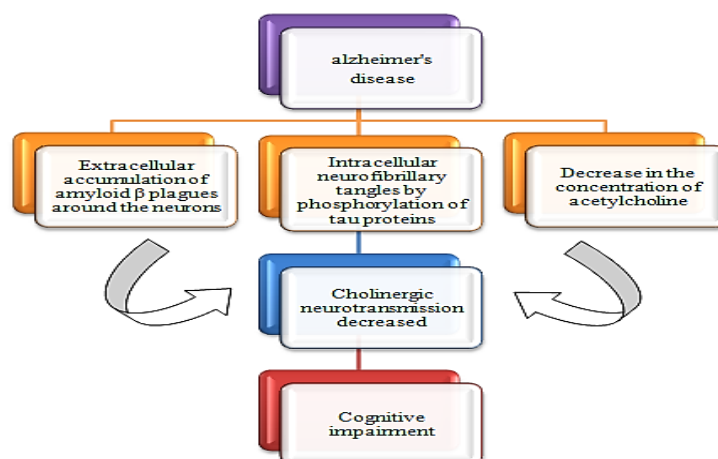 alzheimer's
disease
Extracellular
accumulation of
amyloid β plagues
around the neurons
Intracellular
neurofibrillary
tangles by
phosphorylation of
tau proteins
Decrease in the
concentration of
acetylcholine
Cholinergic
neurotransmission
decreased
Cognitive
impairment